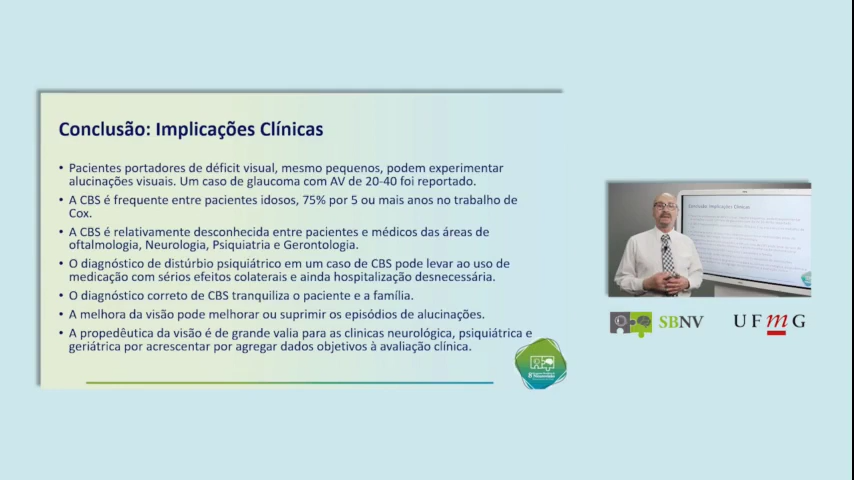 Conclusão: Implicações Clínicas
• Pacientes portadores de déficit visual, mesmo pequenos, podem experimentar
alucinações visuais. Um caso de glaucoma com AV de 20-40 foi reportado.
• A CBS é frequente entre pacientes idosos, 75% por 5 ou mais anos no trabalho de
Cox.
• A CBS é relativamente desconhecida entre pacientes e médicos das áreas de
oftalmologia, Neurologia, Psiquiatria e Gerontologia.
• O diagnóstico de distúrbio psiquiátrico em um caso de CBS pode levar ao uso de
medicação com sérios efeitos colaterais e ainda hospitalização desnecessária.
• O diagnóstico correto de CBS tranquiliza o paciente e a família.
• A melhora da visão pode melhorar ou suprimir os episódios de alucinações.
• A propedêutica da visão é de grande valia para as clinicas neurológica, psiquiátrica e
geriátrica por acrescentar por agregar dados objetivos à avaliação clínica.
Conclusão: Implicações Clínicas
SBNV
UFmG